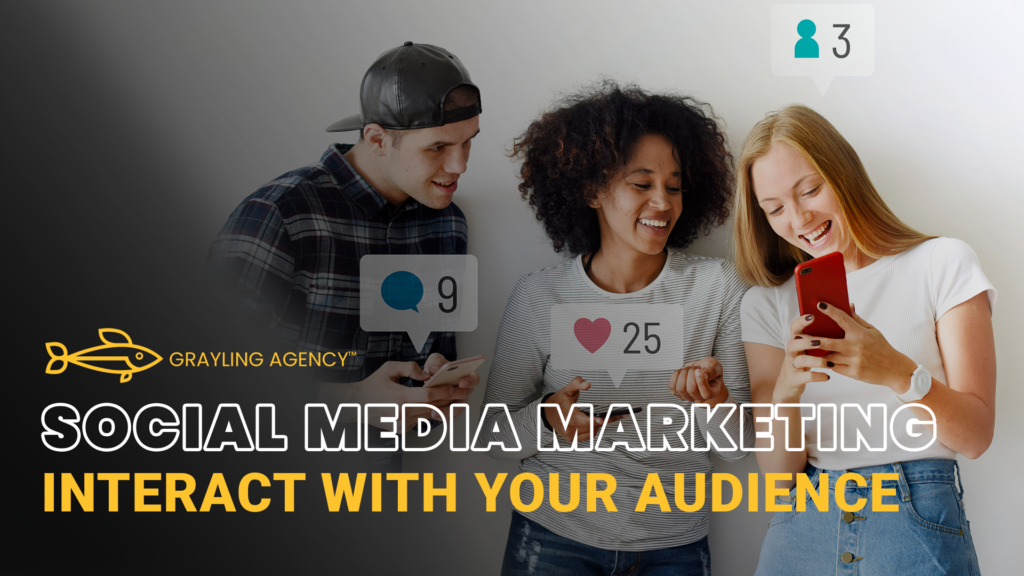 3
9
25
GRAYLING AGENCY™
SOCIAL MEDIA MARKETING
INTERACT WITH YOUR AUDIENCE